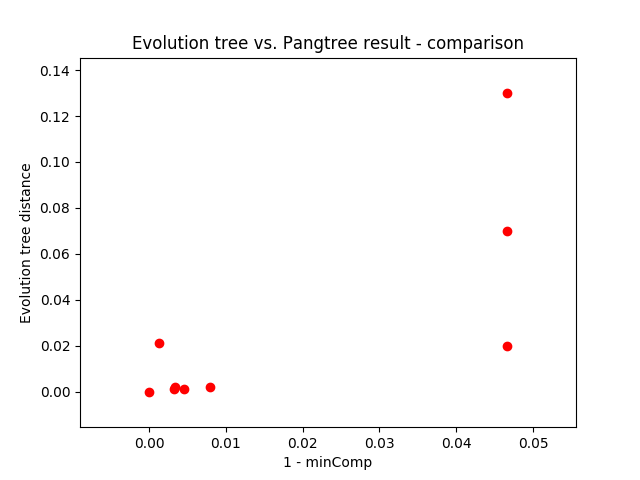 Evolution tree vs. Pangtree result - comparison
0.14
0.12
0.10
0.08
0.06
0.04
0.02
0.00
Evolution tree distance
0.00 0.01 0.02 0.03 0.04 0.05
1 - minComp